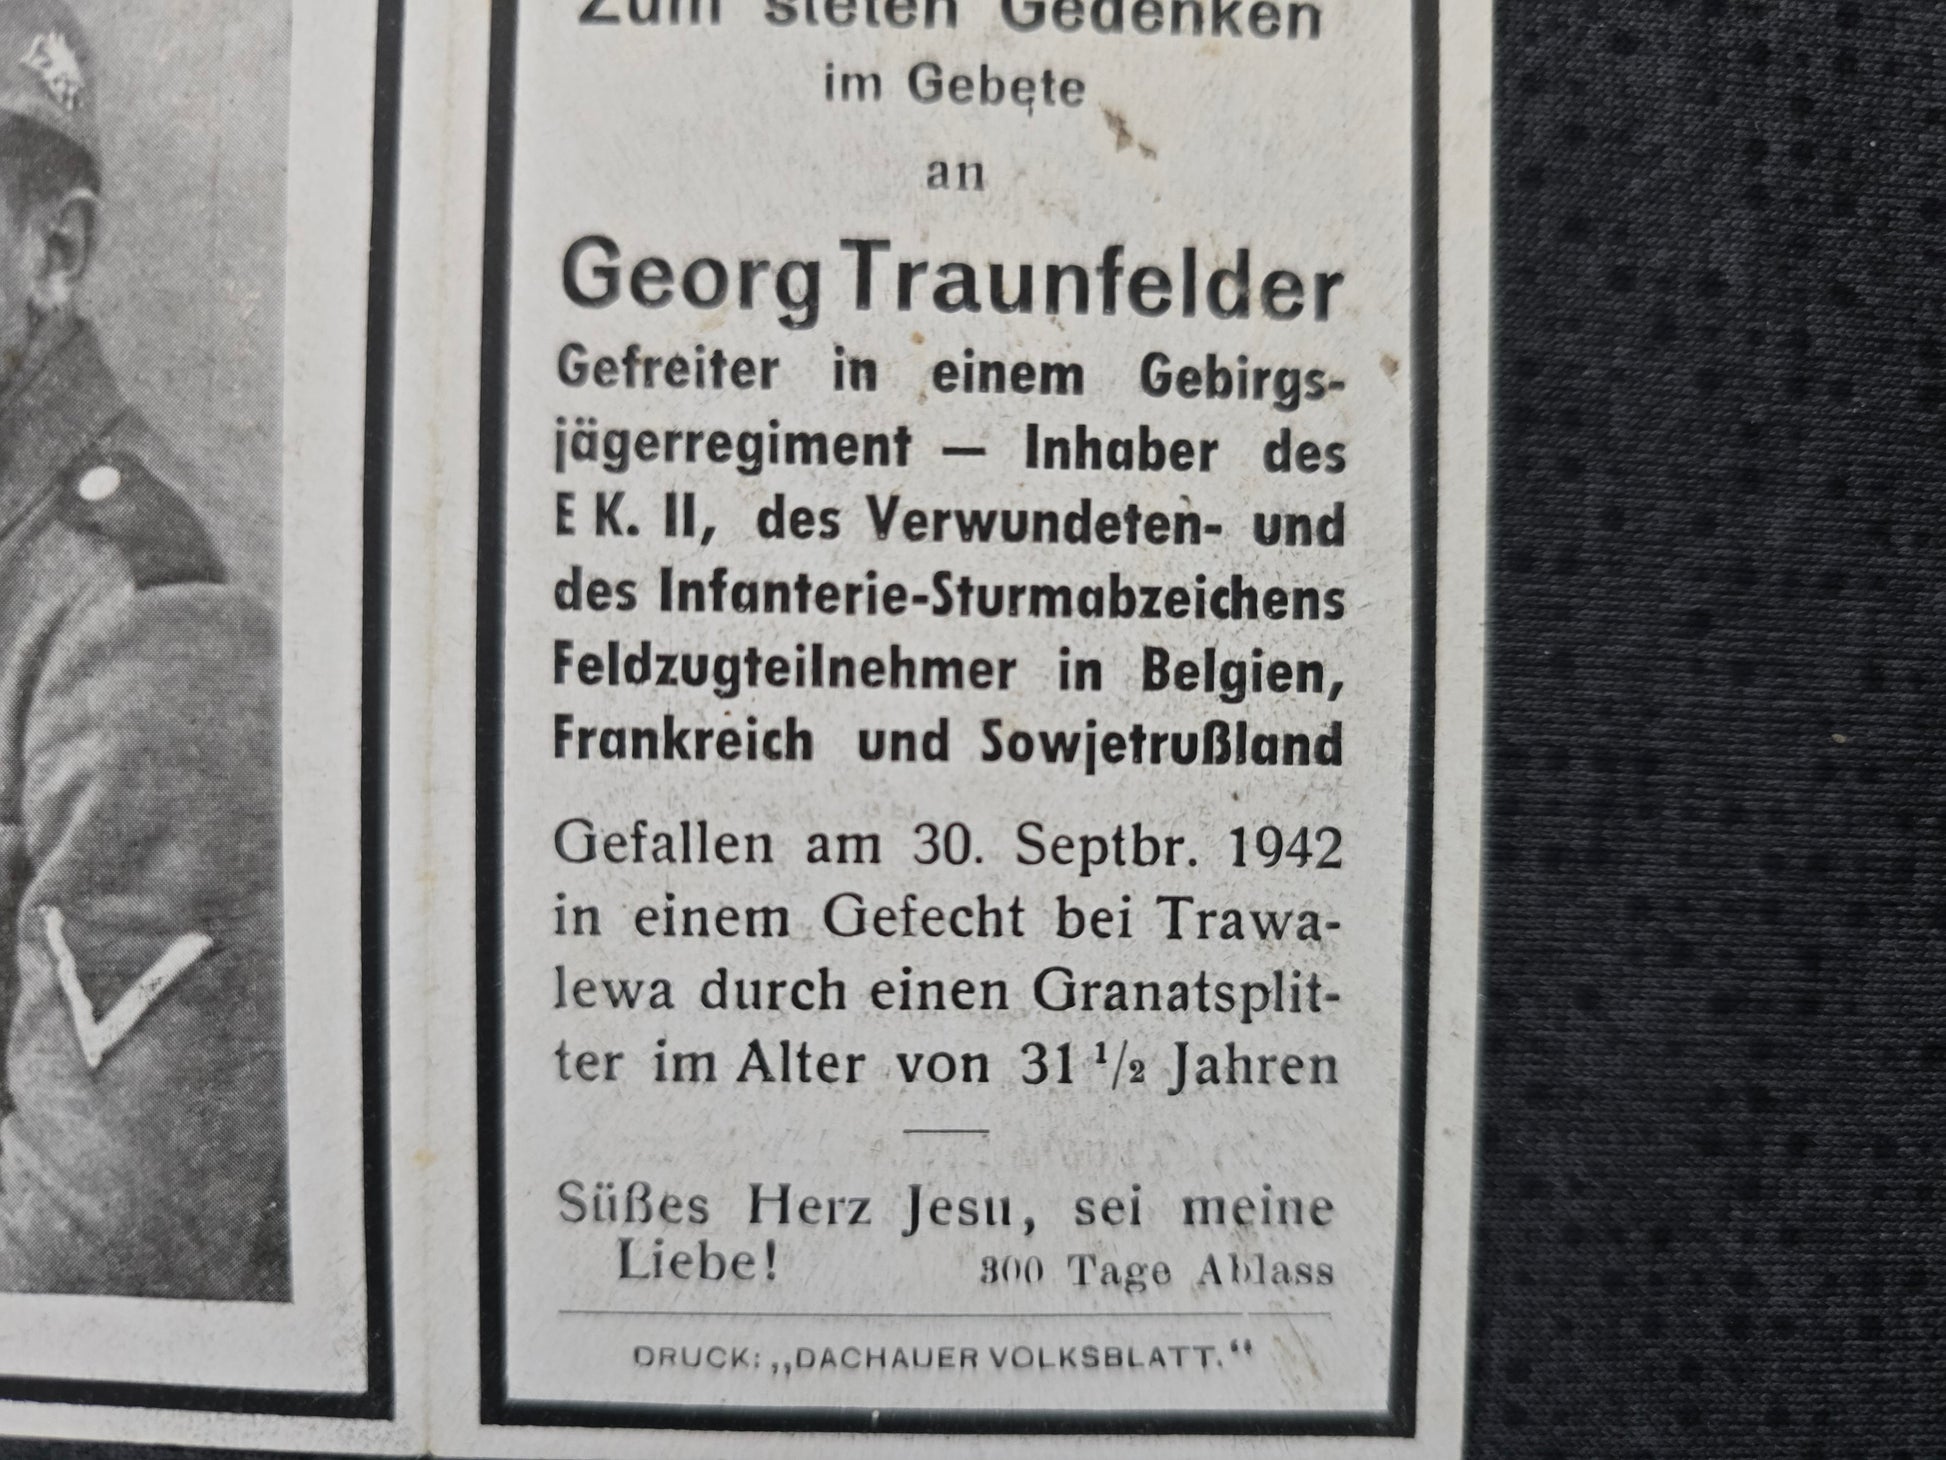 Zum steten Gedenken
im Gebete
an
Georg Traunfelder
Gefreiter in einem Gebirgs-
jägerregiment — Inhaber des
E K. II, des Verwundeten- und
des Infanterie-Sturmabzeichens
Feldzugteilnehmer in Belgien,
Frankreich und Sowjetrußland
Gefallen am 30. Septbr. 1942
in einem Gefecht bei Trawa-
lewa durch einen Granatsplit-
ter im Alter von 31 1/2 Jahren
Süßes Herz Jesu, sei meine
Liebe! 300 Tage Ablass
DRUCK: „DACHAUER VOLKSBLATT.“